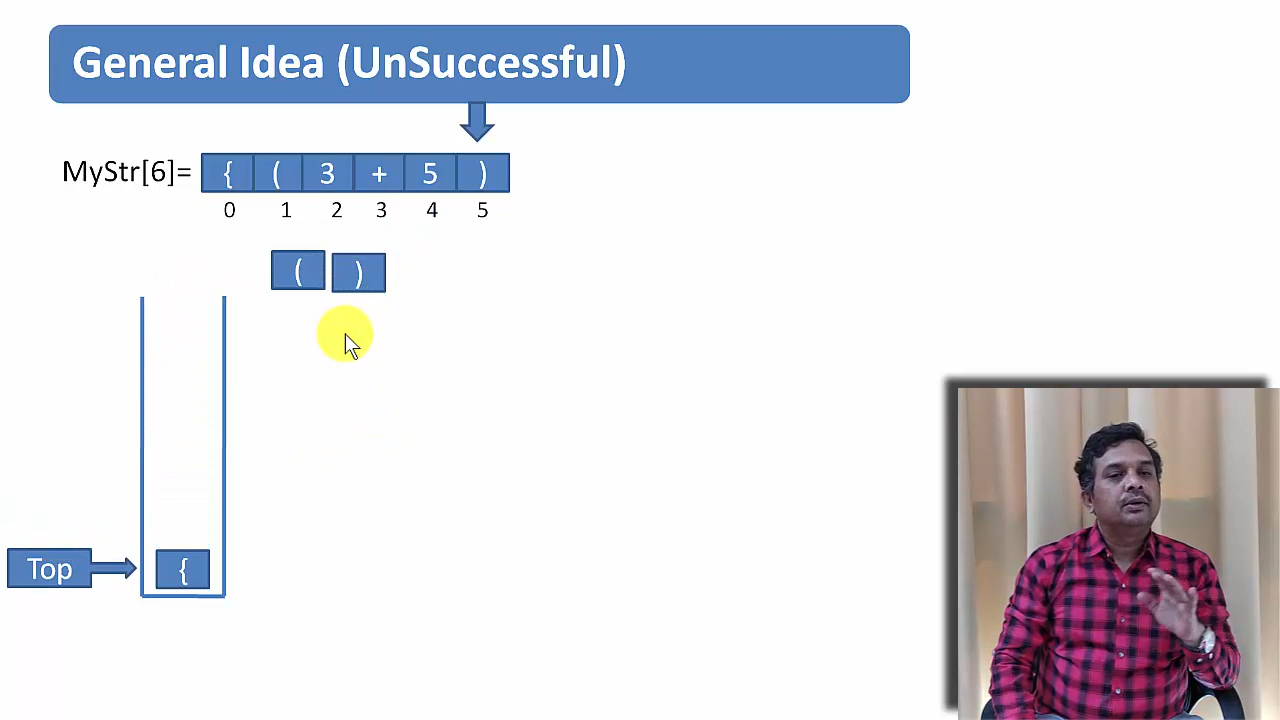 General Idea (UnSuccessful)
MyStr[6]= { ( 3 + 5 )
0 1 2 3 4 5
( )
Top {